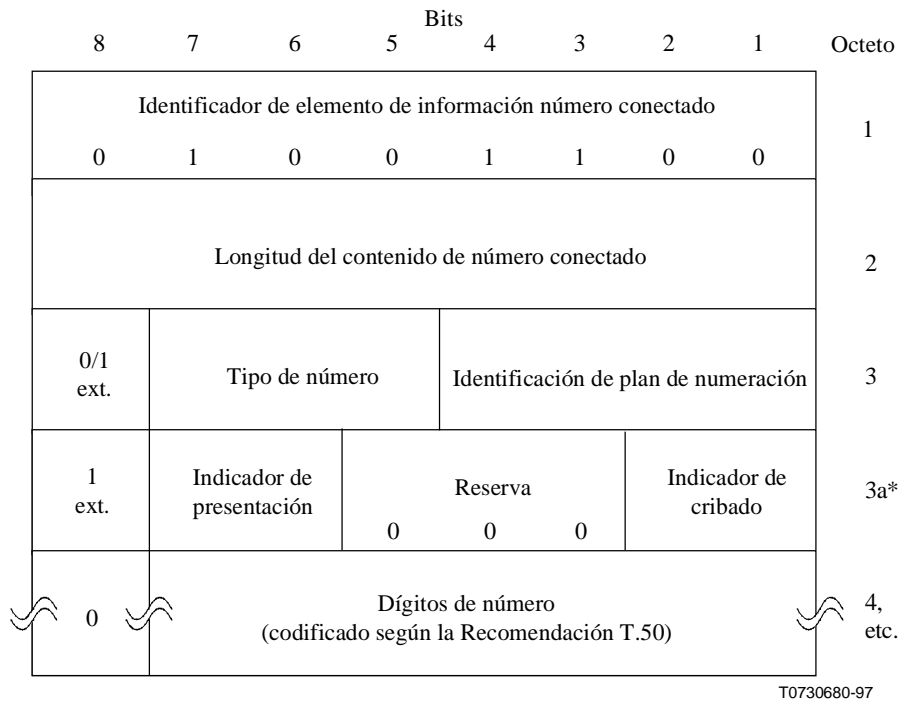 Bits
8 7 6 5 4 3 2 1 Octeto
Identificador de elemento de información número conectado
0 1 0 0 1 1 0 0
1
Longitud del contenido de número conectado
2
0/1
ext.
Tipo de número
Identificación de plan de numeración
3
1
ext.
Indicador de
presentación
Reserva
0 0 0
Indicador de
cribado
3a*
0
Dígitos de número
(codificado según la Recomendación T.50)
4,
etc.
T0730680-97